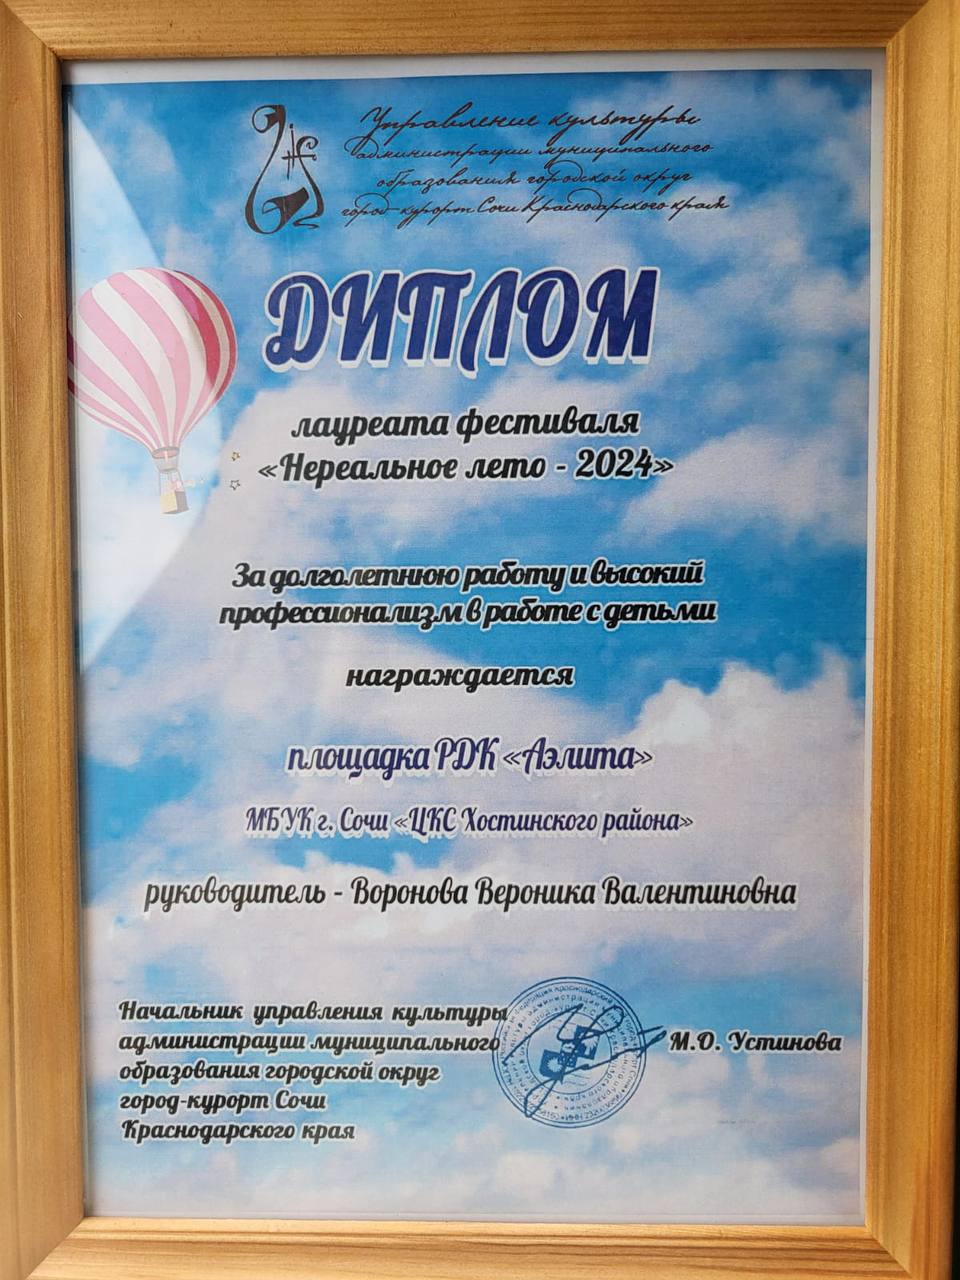 Управление культуры
администрации муниципального
образования городской округ
город-курорт Сочи Краснодарского края
ДИПЛОМ
лауреата фестиваля
«Нереальное лето - 2024»
За долголетнюю работу и высокий
профессионализм в работе с детьми
награждается
площадка РДК «Аэлита»
МБУК г. Сочи «ЦКС Хостинского района»
руководитель - Воронова Вероника Валентиновна
Начальник управления культуры
администрации муниципального
образования городской округ
город-курорт Сочи
Краснодарского края
М.О. Устинова